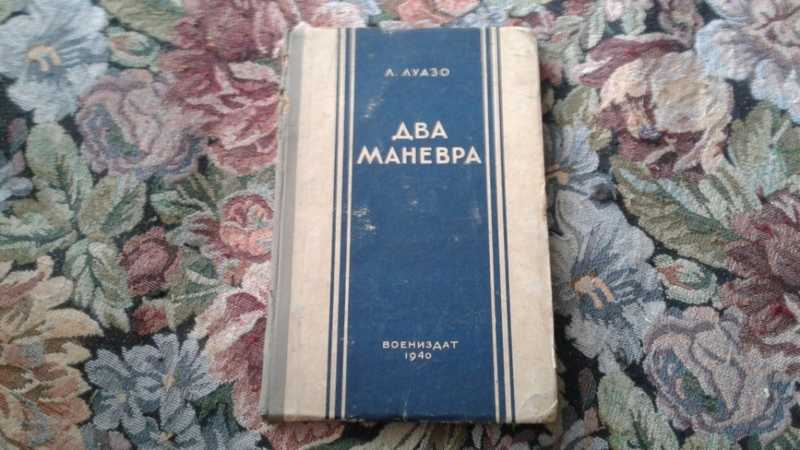 Л. ЛУАЗО
ДВА
МАНЕВРА
ВОЕНИЗДАТ
1940